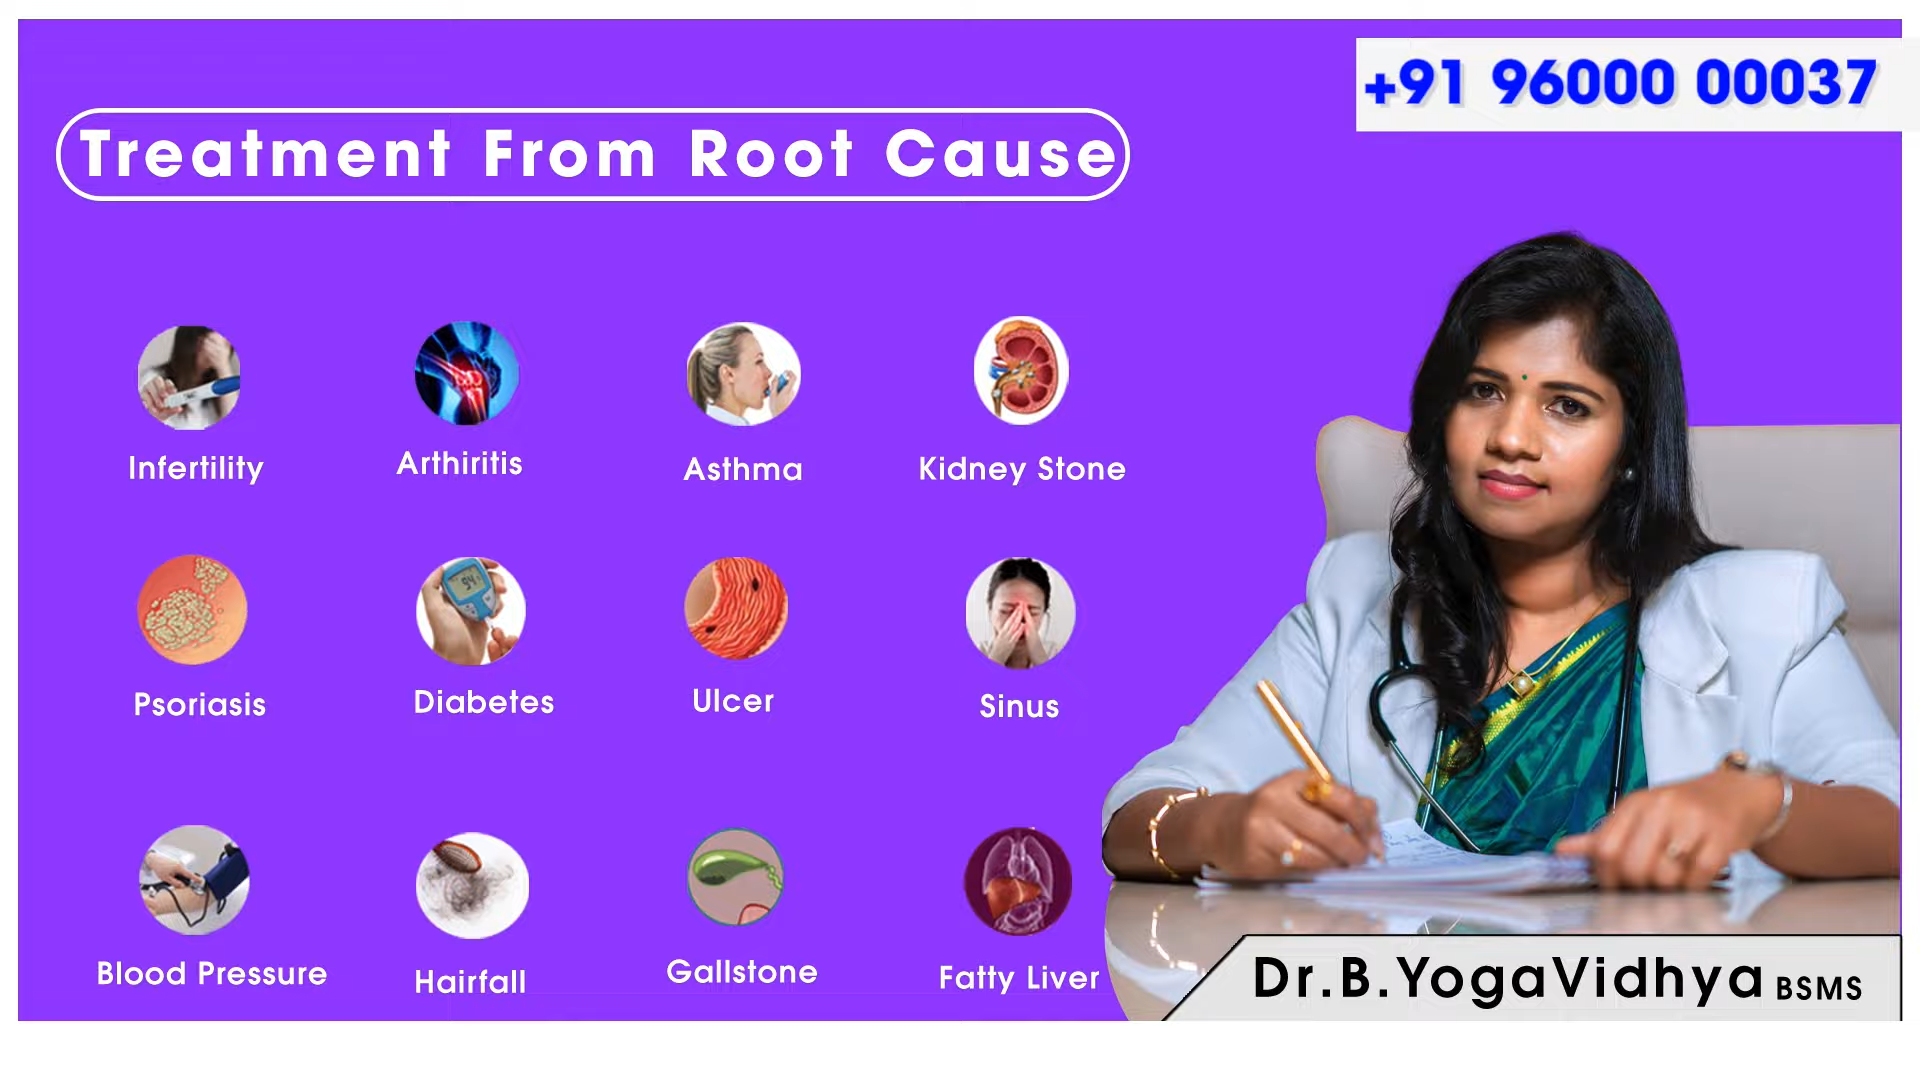 +91 96000 00037
Treatment From Root Cause
Infertility
Arthiritis
Asthma
Kidney Stone
Psoriasis
Diabetes
Ulcer
Sinus
Blood Pressure
Hairfall
Gallstone
Fatty Liver
Dr.B.YogaVidhya BSMS